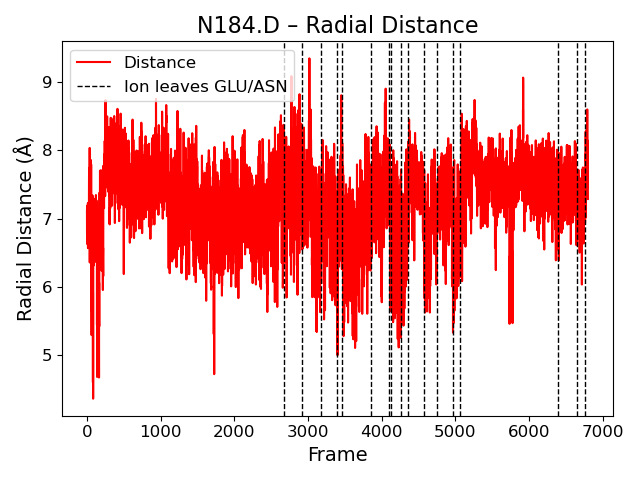 N184.D – Radial Distance
Distance
Ion leaves GLU/ASN
Radial Distance (Å)
9
8
7
6
5
0 1000 2000 3000 4000 5000 6000 7000
Frame